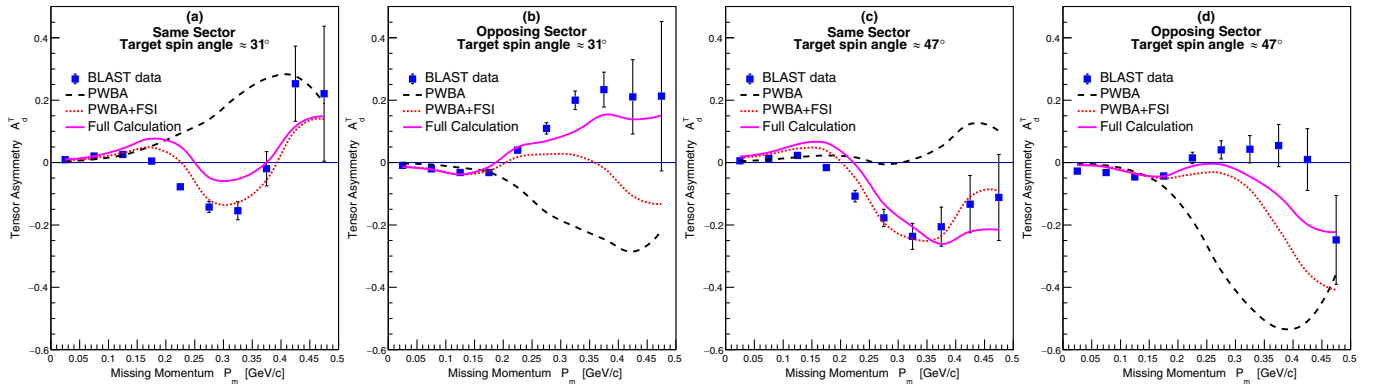 (a)
Same Sector
Target spin angle ≈ 31°
BLAST data
PWBA
PWBA+FSI
Full Calculation
Tensor Asymmetry A_d^T
0.4
0.2
0
−0.2
−0.4
−0.6
0 0.05 0.1 0.15 0.2 0.25 0.3 0.35 0.4 0.45 0.5
Missing Momentum P_m [GeV/c]
(b)
Opposing Sector
Target spin angle ≈ 31°
BLAST data
PWBA
PWBA+FSI
Full Calculation
Tensor Asymmetry A_d^T
0.4
0.2
0
−0.2
−0.4
−0.6
0 0.05 0.1 0.15 0.2 0.25 0.3 0.35 0.4 0.45 0.5
Missing Momentum P_m [GeV/c]
(c)
Same Sector
Target spin angle ≈ 47°
BLAST data
PWBA
PWBA+FSI
Full Calculation
Tensor Asymmetry A_d^T
0.4
0.2
0
−0.2
−0.4
−0.6
0 0.05 0.1 0.15 0.2 0.25 0.3 0.35 0.4 0.45 0.5
Missing Momentum P_m [GeV/c]
(d)
Opposing Sector
Target spin angle ≈ 47°
BLAST data
PWBA
PWBA+FSI
Full Calculation
Tensor Asymmetry A_d^T
0.4
0.2
0
−0.2
−0.4
−0.6
0 0.05 0.1 0.15 0.2 0.25 0.3 0.35 0.4 0.45 0.5
Missing Momentum P_m [GeV/c]